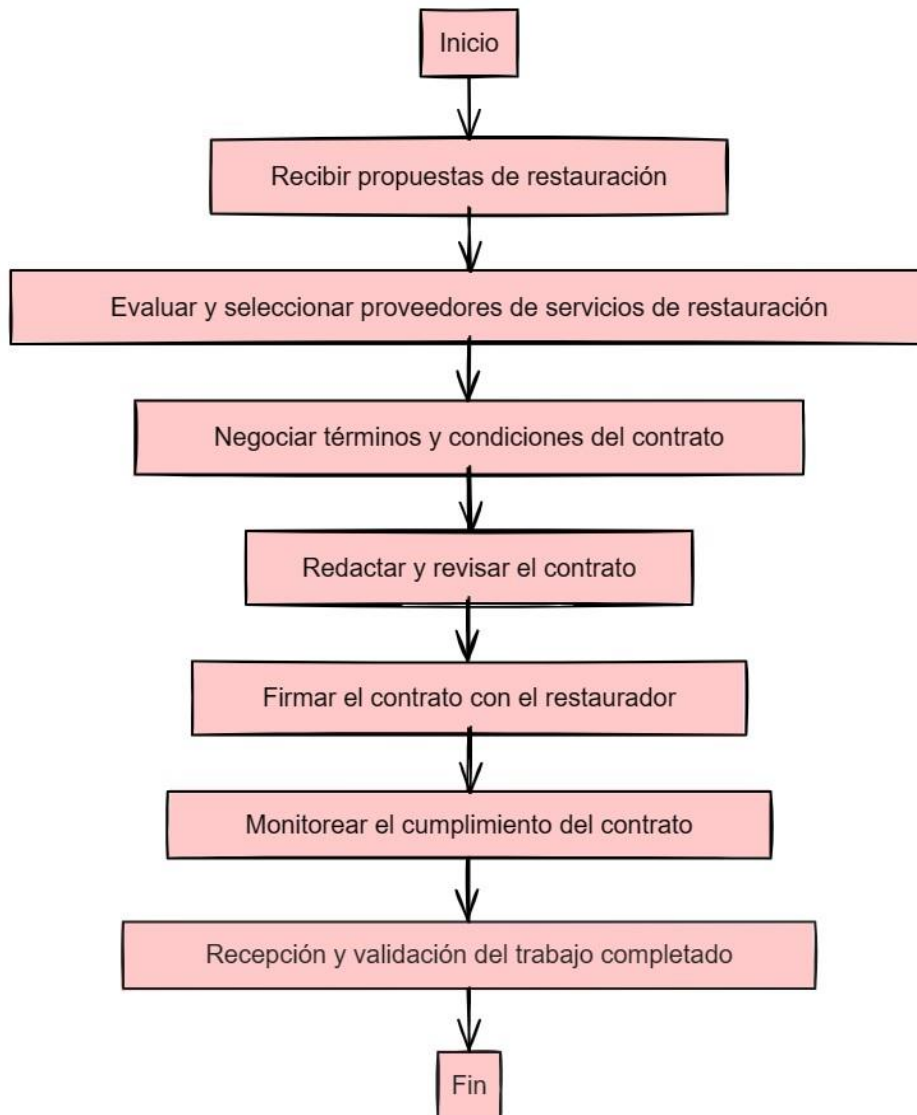 Inicio
Recibir propuestas de restauración
Evaluar y seleccionar proveedores de servicios de restauración
Negociar términos y condiciones del contrato
Redactar y revisar el contrato
Firmar el contrato con el restaurador
Monitorear el cumplimiento del contrato
Recepción y validación del trabajo completado
Fin